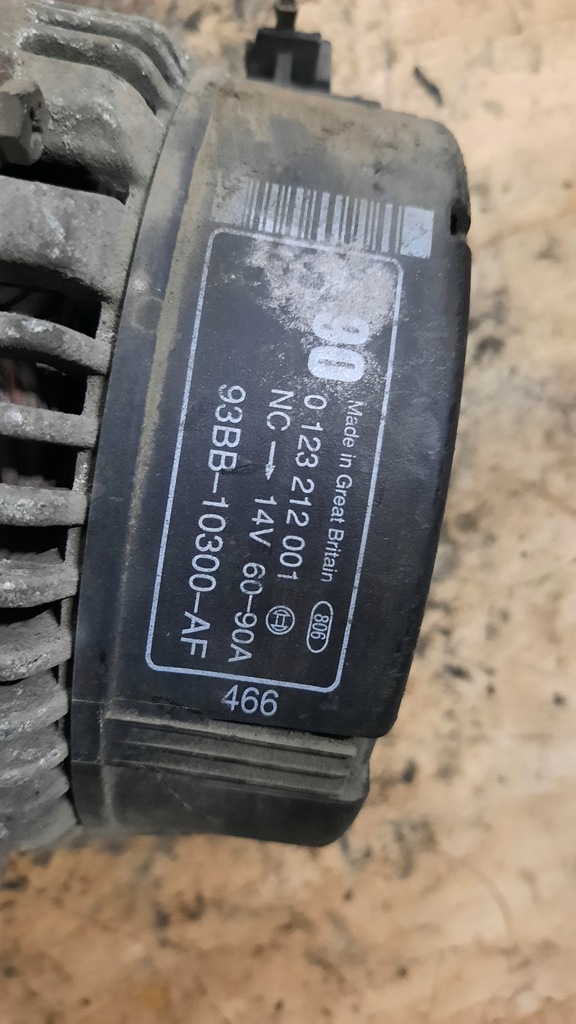 90
Made in Great Britain 806
0 123 212 001
NC → 14V 60–90A
93BB–10300–AF
466